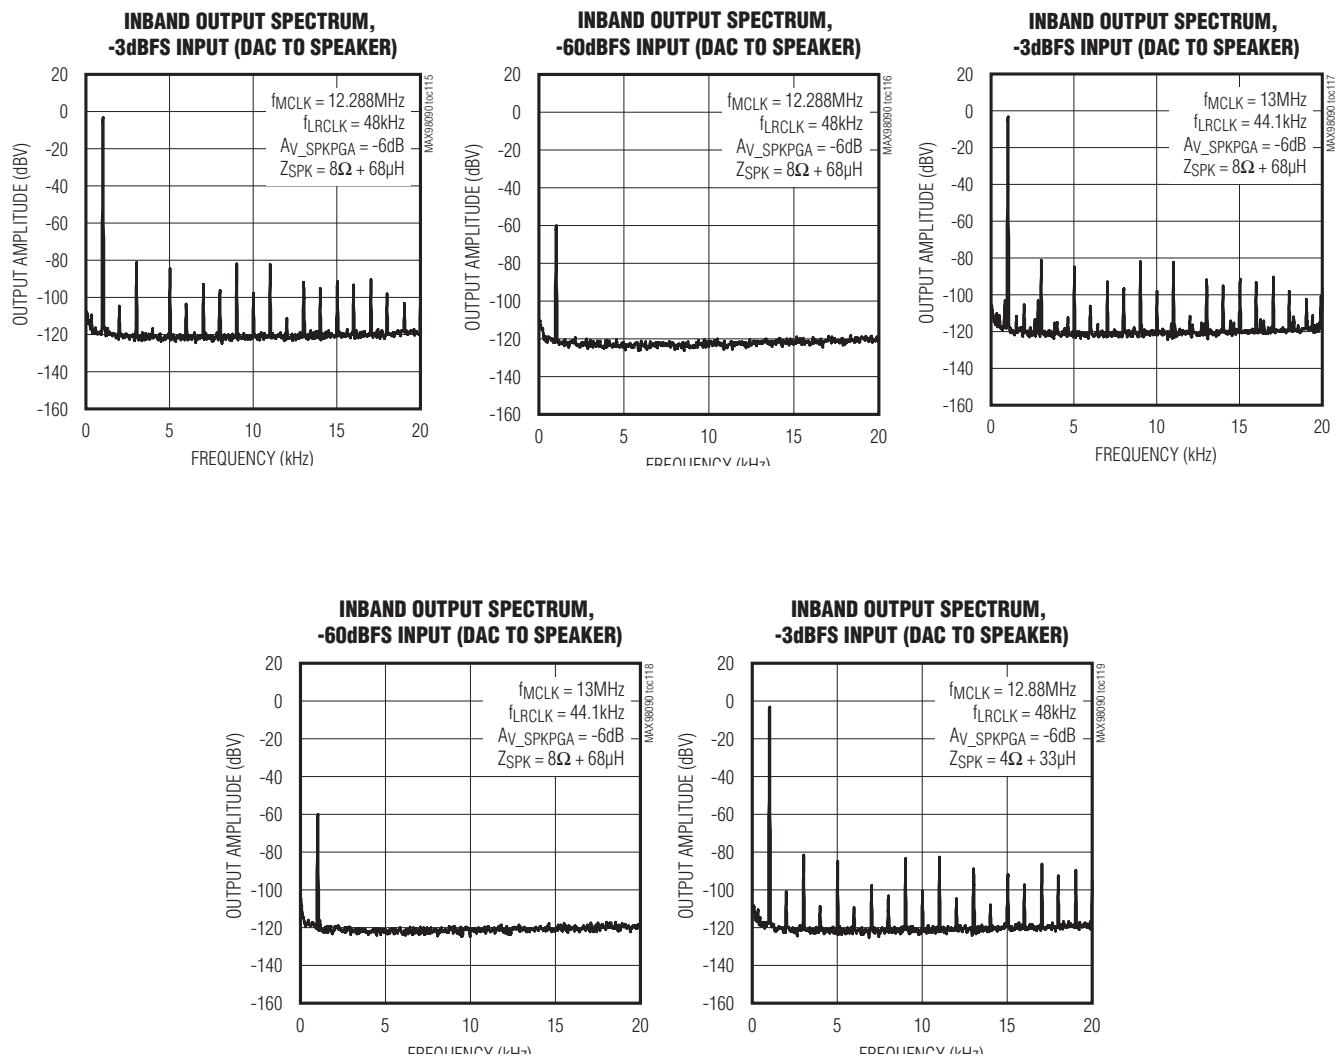 INBAND OUTPUT SPECTRUM,
-3dBFS INPUT (DAC TO SPEAKER)
20
0
-20
-40
-60
-80
-100
-120
-140
-160
OUTPUT AMPLITUDE (dBV)
fMCLK = 12.288MHz
fLRCLK = 48kHz
AV_SPKPGA = -6dB
ZSPK = 8Ω + 68µH
MAX98090 toc115
0 5 10 15 20
FREQUENCY (kHz)
INBAND OUTPUT SPECTRUM,
-60dBFS INPUT (DAC TO SPEAKER)
20
0
-20
-40
-60
-80
-100
-120
-140
-160
OUTPUT AMPLITUDE (dBV)
fMCLK = 12.288MHz
fLRCLK = 48kHz
AV_SPKPGA = -6dB
ZSPK = 8Ω + 68µH
MAX98090 toc116
0 5 10 15 20
FREQUENCY (kHz)
INBAND OUTPUT SPECTRUM,
-3dBFS INPUT (DAC TO SPEAKER)
20
0
-20
-40
-60
-80
-100
-120
-140
-160
OUTPUT AMPLITUDE (dBV)
fMCLK = 13MHz
fLRCLK = 44.1kHz
AV_SPKPGA = -6dB
ZSPK = 8Ω + 68µH
MAX98090 toc117
0 5 10 15 20
FREQUENCY (kHz)
INBAND OUTPUT SPECTRUM,
-60dBFS INPUT (DAC TO SPEAKER)
20
0
-20
-40
-60
-80
-100
-120
-140
-160
OUTPUT AMPLITUDE (dBV)
fMCLK = 13MHz
fLRCLK = 44.1kHz
AV_SPKPGA = -6dB
ZSPK = 8Ω + 68µH
MAX98090 toc118
0 5 10 15 20
FREQUENCY (kHz)
INBAND OUTPUT SPECTRUM,
-3dBFS INPUT (DAC TO SPEAKER)
20
0
-20
-40
-60
-80
-100
-120
-140
-160
OUTPUT AMPLITUDE (dBV)
fMCLK = 12.88MHz
fLRCLK = 48kHz
AV_SPKPGA = -6dB
ZSPK = 4Ω + 33µH
MAX98090 toc119
0 5 10 15 20
FREQUENCY (kHz)